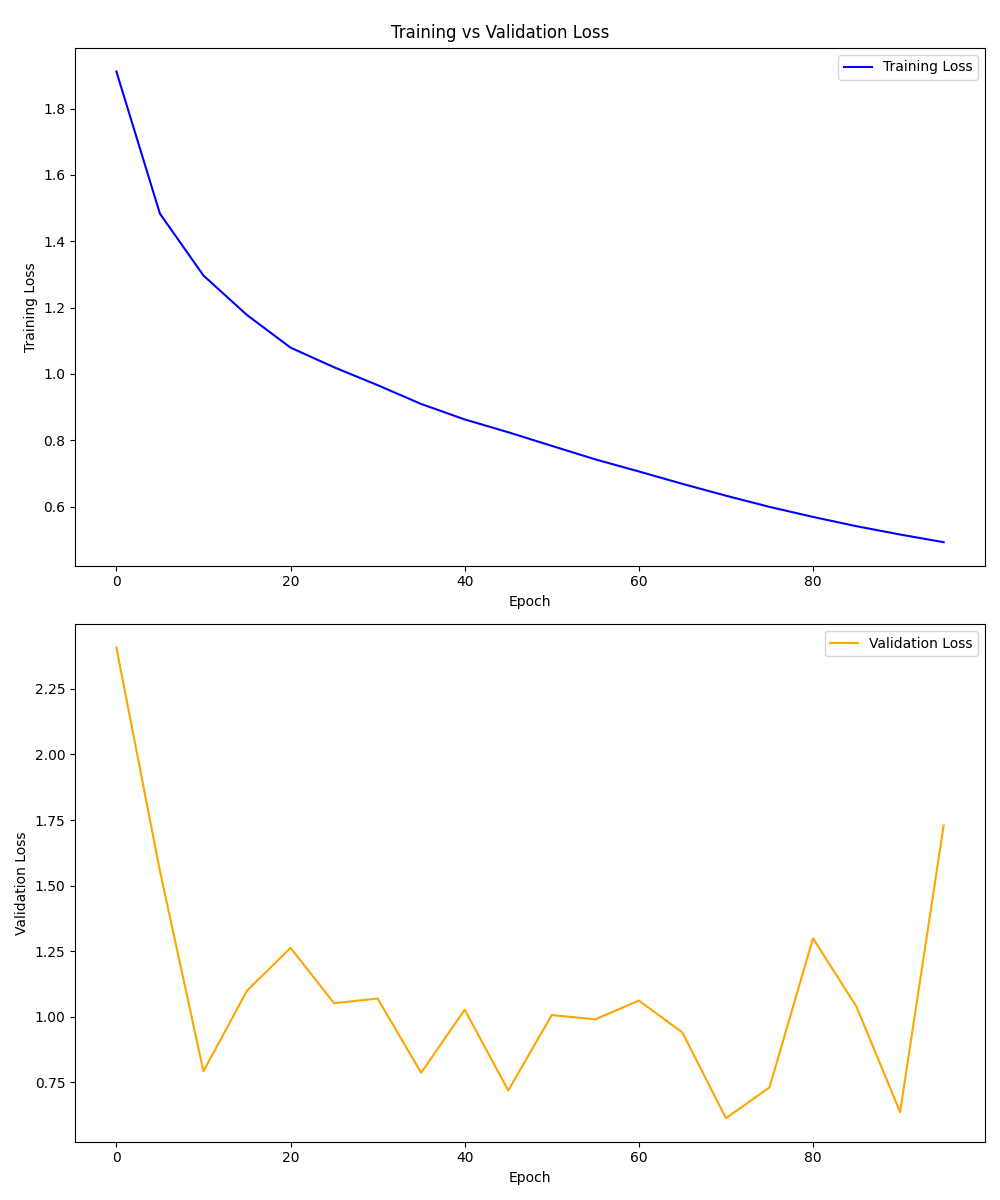 Training vs Validation Loss
Training Loss
1.8
1.6
1.4
1.2
1.0
0.8
0.6
Training Loss
0 20 40 60 80
Epoch
Validation Loss
2.25
2.00
1.75
1.50
1.25
1.00
0.75
Validation Loss
0 20 40 60 80
Epoch